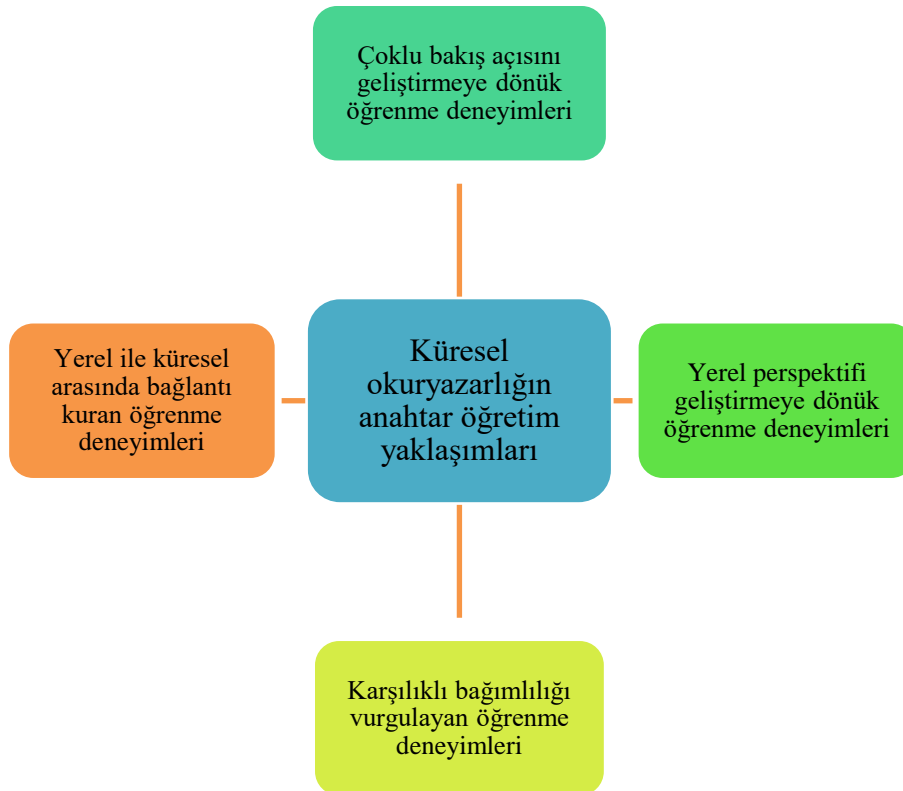 Çoklu bakış açısını
geliştirmeye dönük
öğrenme deneyimleri
Yerel ile küresel
arasında bağlantı
kuran öğrenme
deneyimleri
Küresel
okuryazarlığın
anahtar öğretim
yaklaşımları
Yerel perspektifi
geliştirmeye dönük
öğrenme deneyimleri
Karşılıklı bağımlılığı
vurgulayan öğrenme
deneyimleri